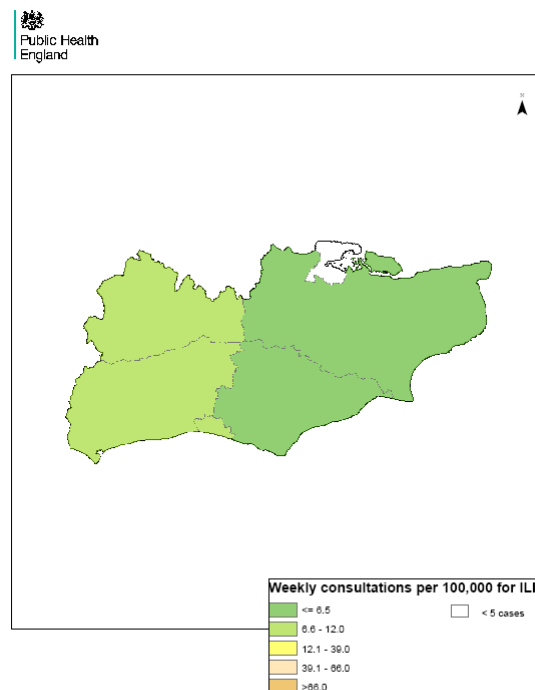 Public Health
England
N
Weekly consultations per 100,000 for ILI
<= 6.5
< 5 cases
6.6 - 12.0
12.1 - 39.0
39.1 - 66.0
>66.0